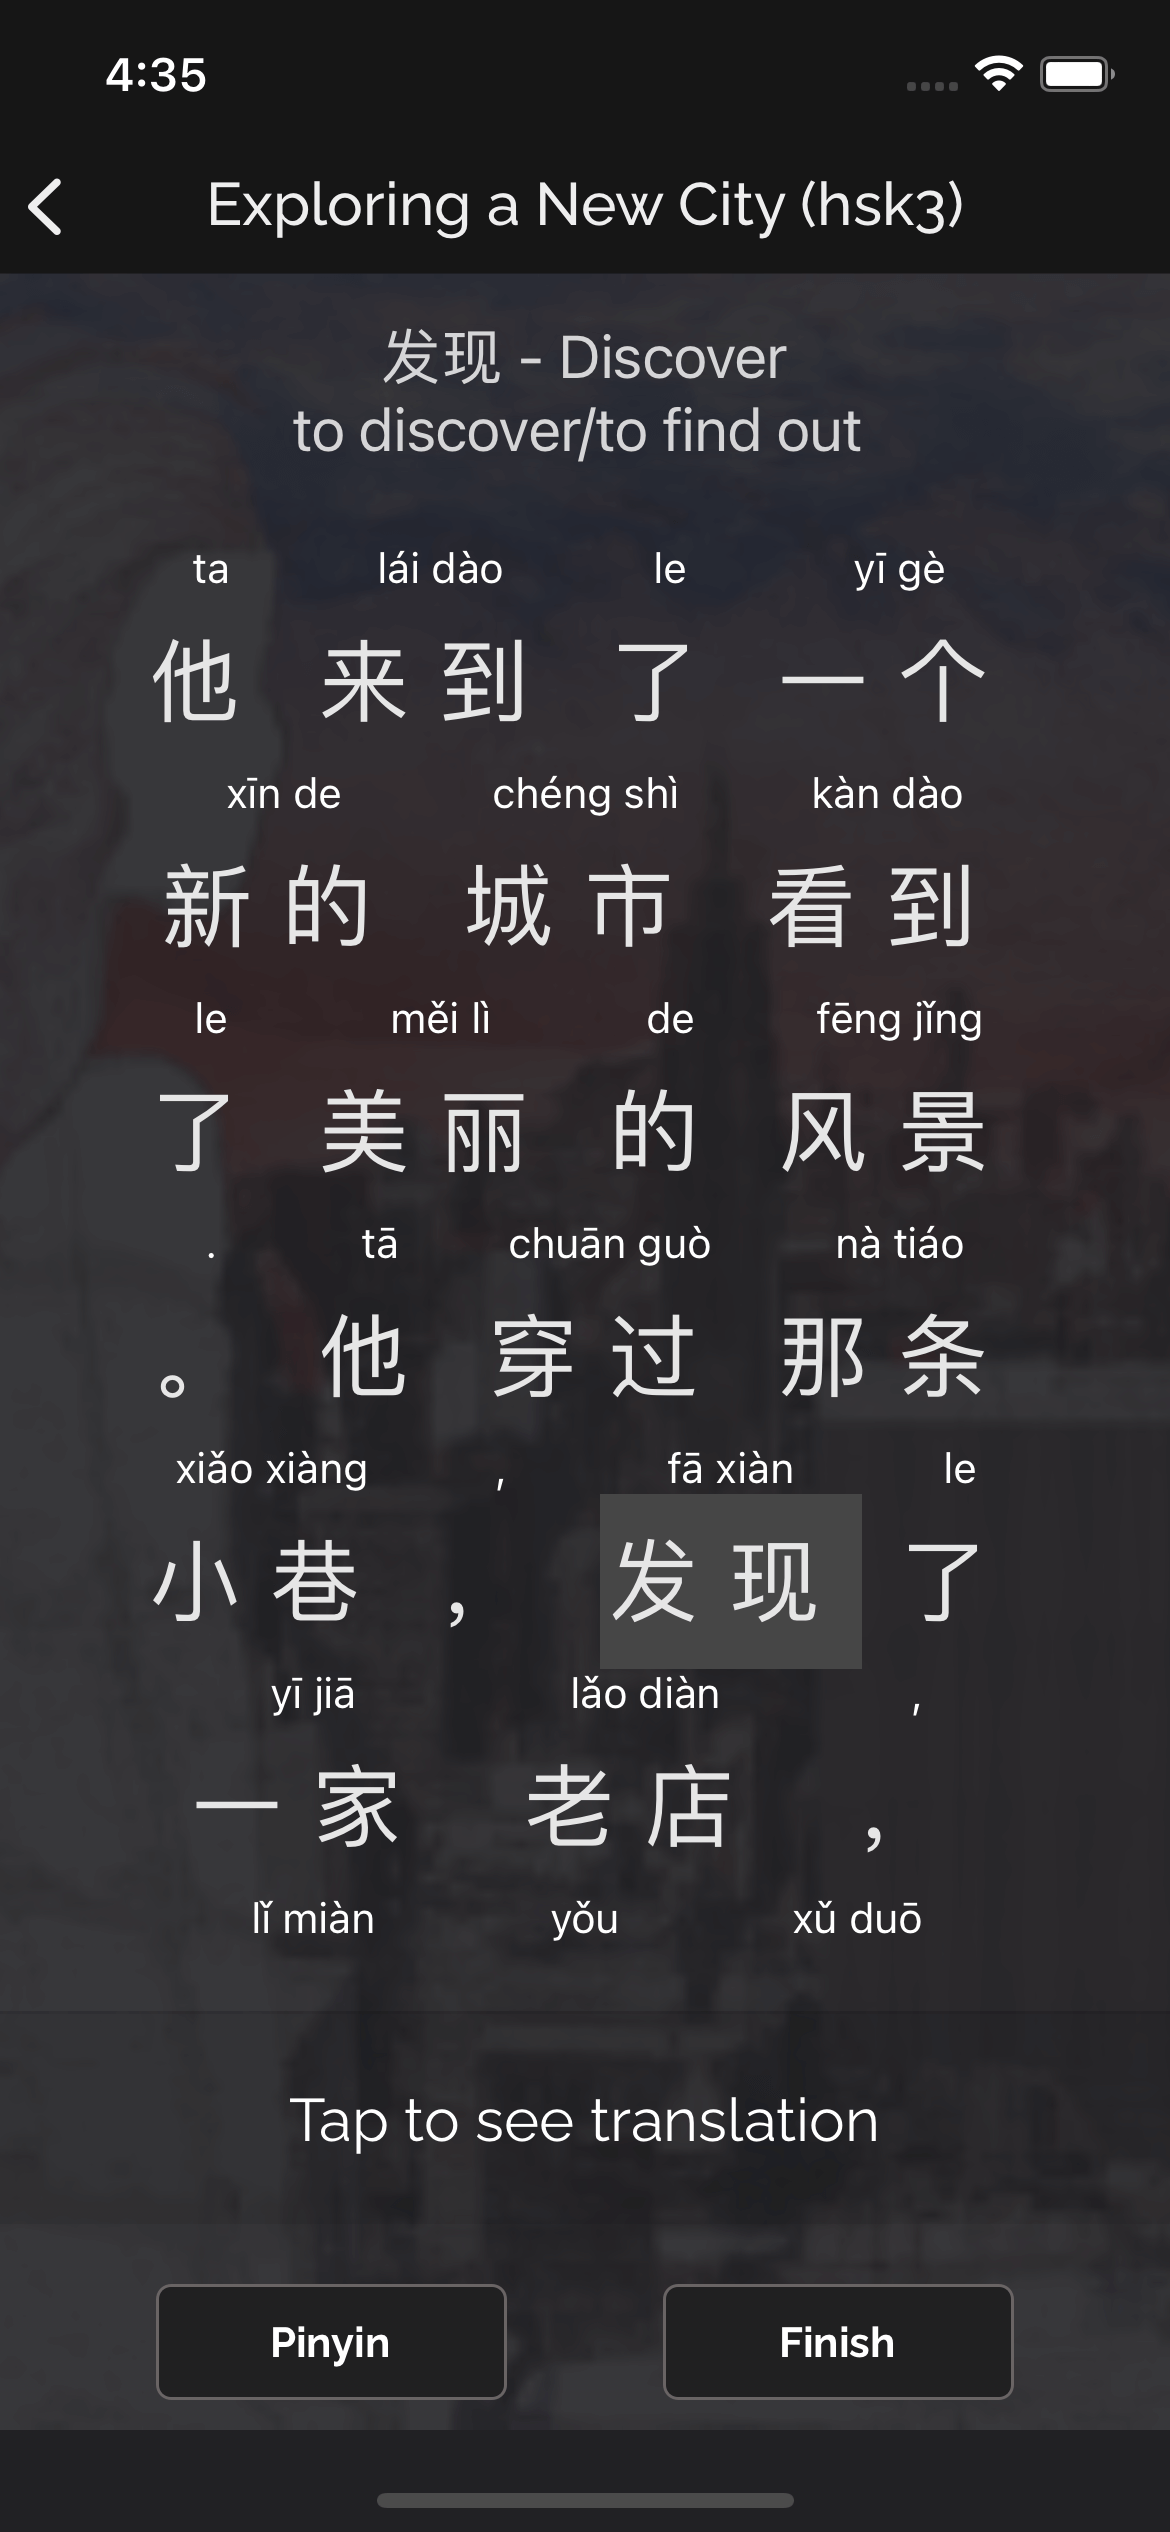 4:35
Exploring a New City (hsk3)
发现 - Discover
to discover/to find out
ta lái dào le yī gè
他 来到 了 一个
xīn de chéng shì kàn dào
新的 城市 看到
le měi lì de fēng jǐng
了 美丽 的 风景
. tā chuān guò nà tiáo
。 他 穿过 那条
xiǎo xiàng , fā xiàn le
小巷 ， 发现 了
yī jiā lǎo diàn ,
一家 老店 ，
lǐ miàn yǒu xǔ duō
Tap to see translation
Pinyin Finish